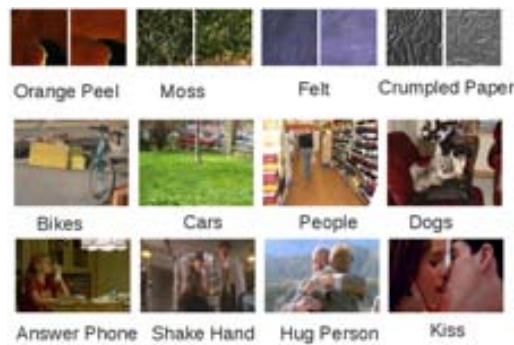 Orange Peel Moss Felt Crumpled Paper
Bikes Cars People Dogs
Answer Phone Shake Hand Hug Person Kiss